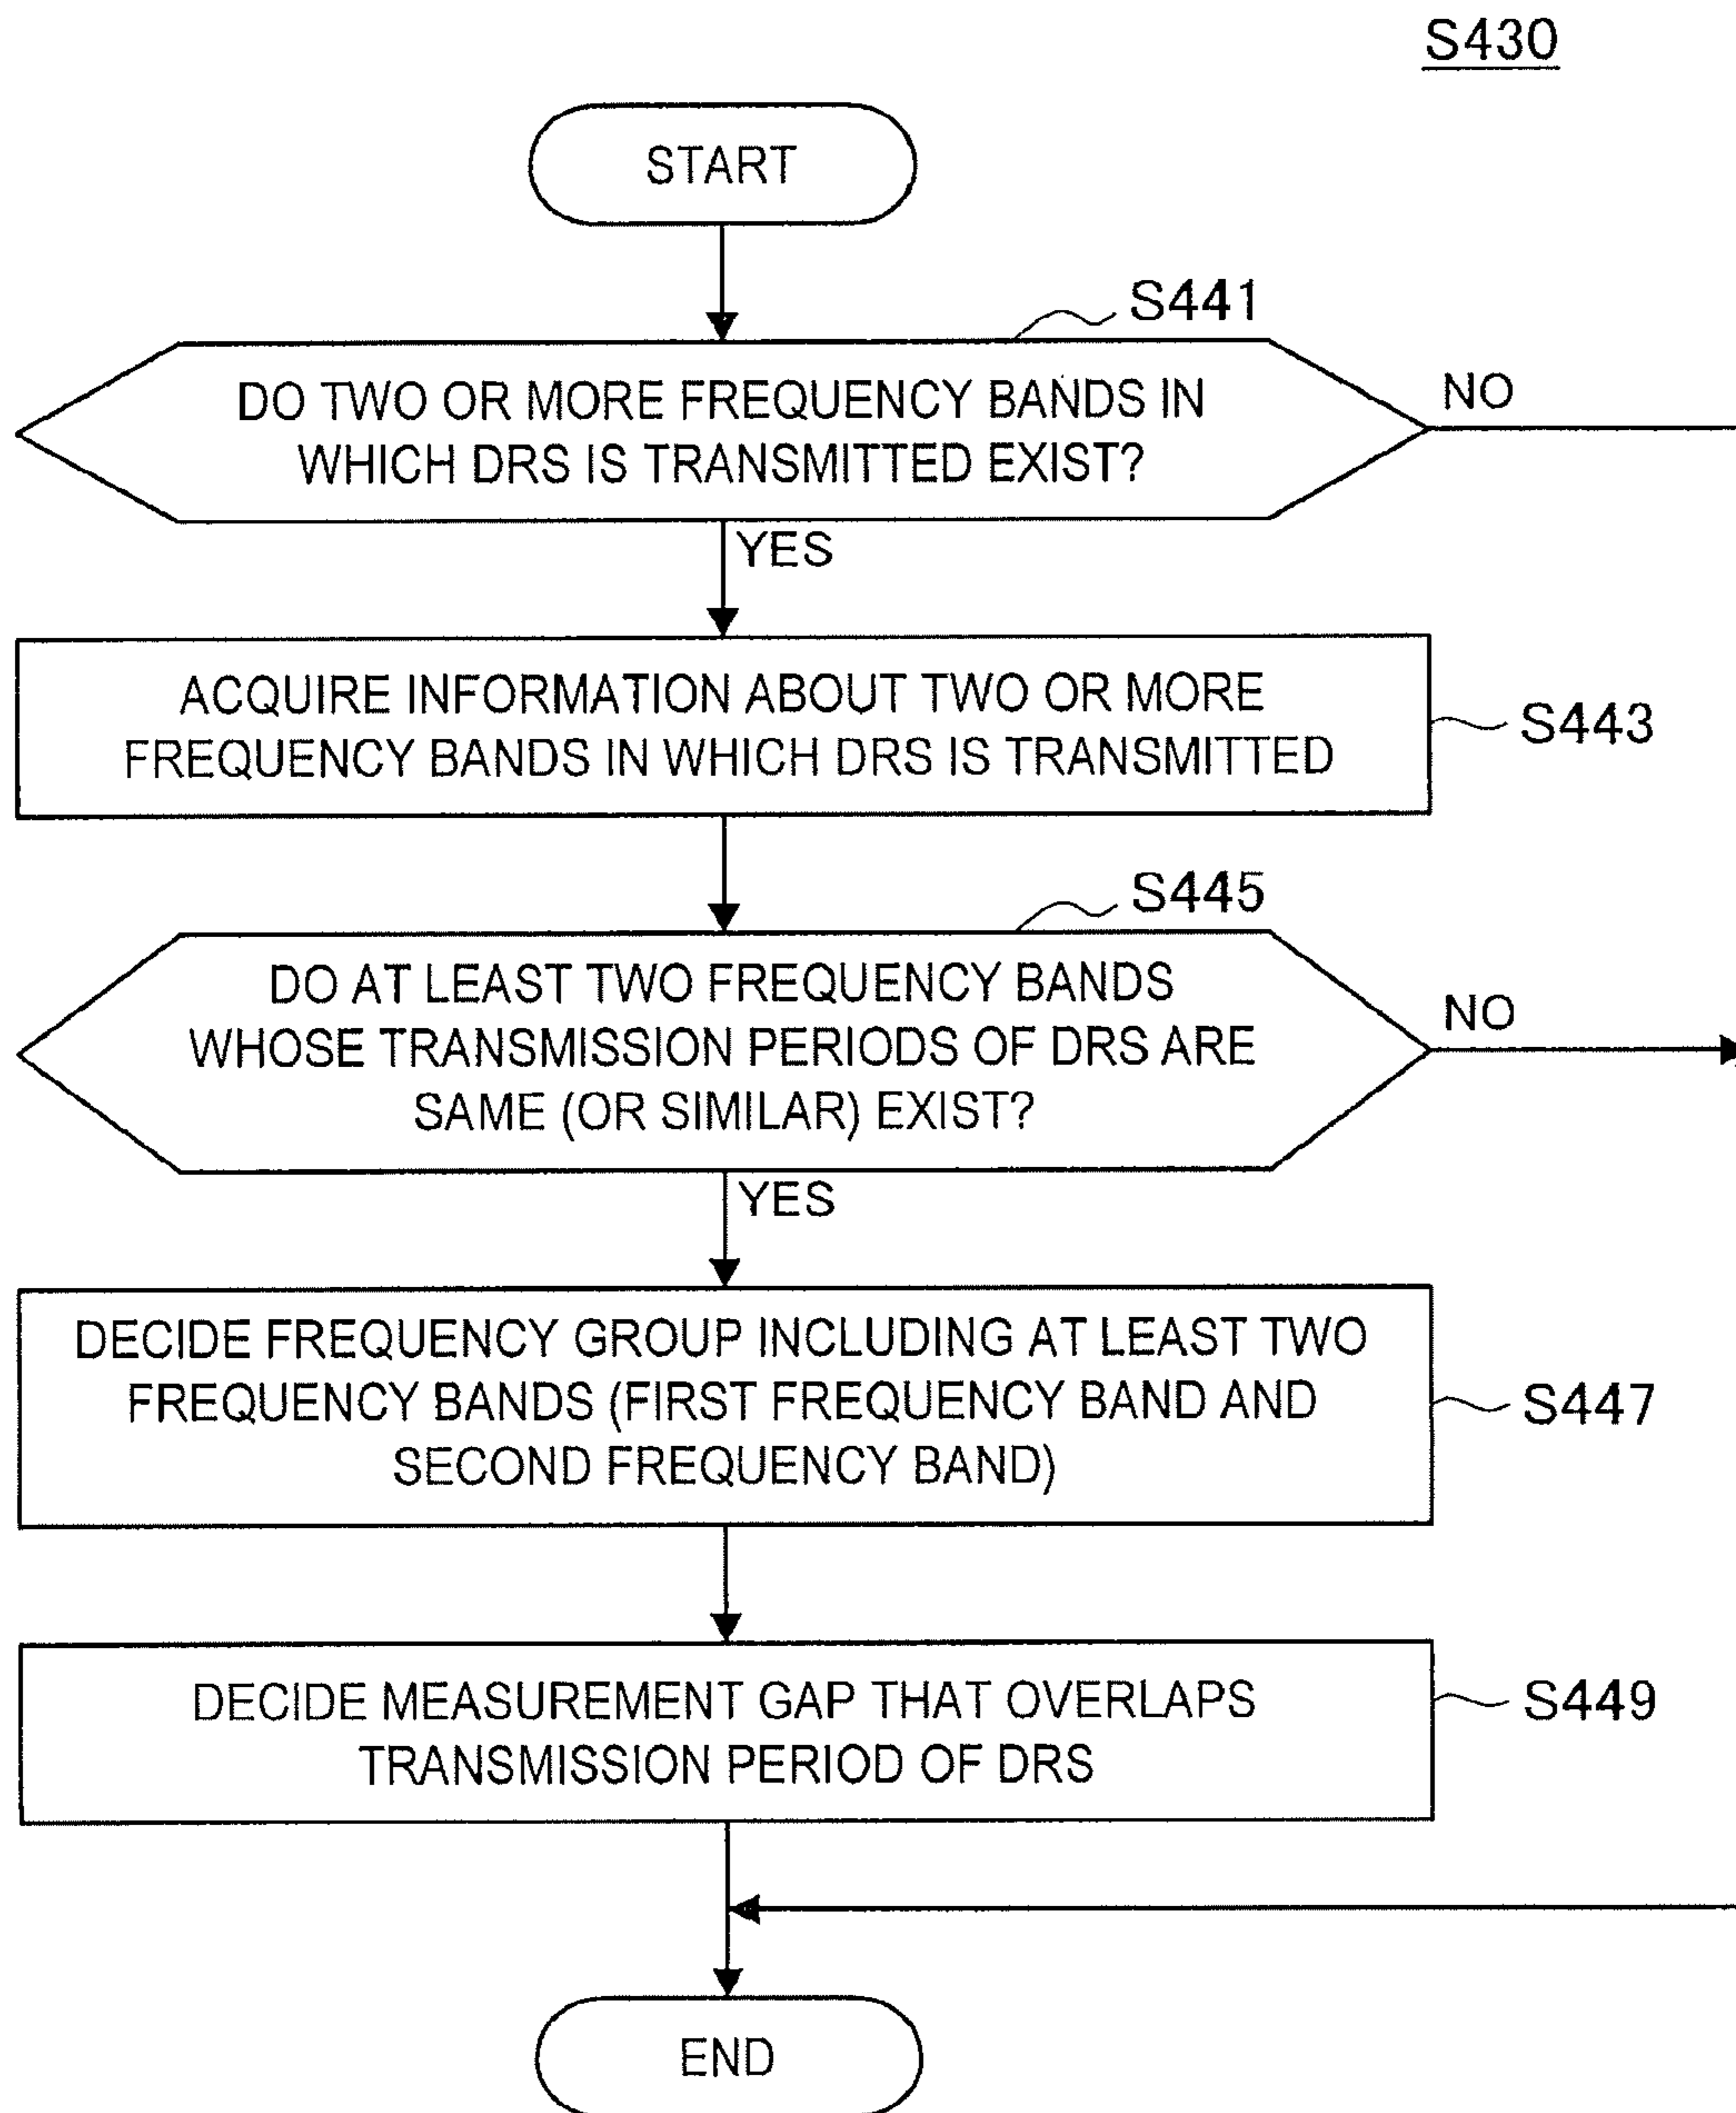 S430
START
S441
DO TWO OR MORE FREQUENCY BANDS IN
WHICH DRS IS TRANSMITTED EXIST?
NO
YES
ACQUIRE INFORMATION ABOUT TWO OR MORE
FREQUENCY BANDS IN WHICH DRS IS TRANSMITTED
S443
S445
DO AT LEAST TWO FREQUENCY BANDS
WHOSE TRANSMISSION PERIODS OF DRS ARE
SAME (OR SIMILAR) EXIST?
NO
YES
DECIDE FREQUENCY GROUP INCLUDING AT LEAST TWO
FREQUENCY BANDS (FIRST FREQUENCY BAND AND
SECOND FREQUENCY BAND)
S447
DECIDE MEASUREMENT GAP THAT OVERLAPS
TRANSMISSION PERIOD OF DRS
S449
END